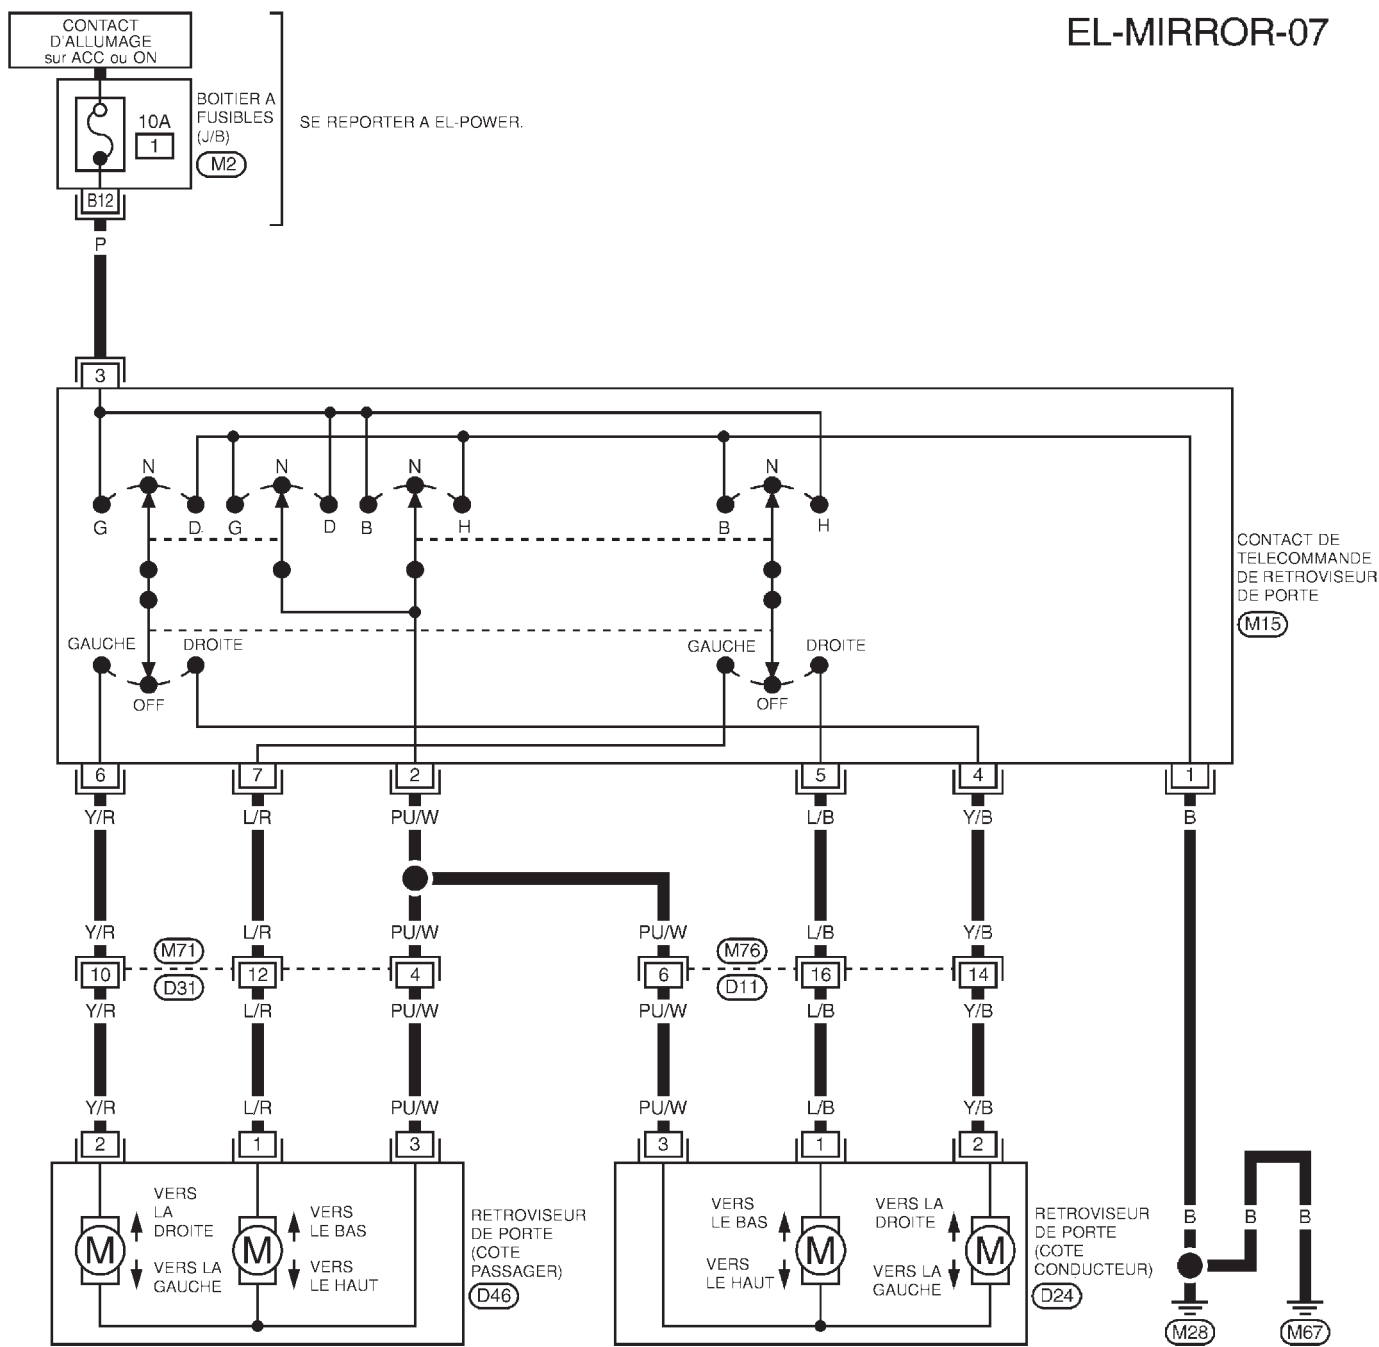 EL-MIRROR-07
CONTACT
D'ALLUMAGE
sur ACC ou ON
10A
1
BOITIER A
FUSIBLES
(J/B)
M2
SE REPORTER A EL-POWER.
B12
P
3
N N N N
G D. G D B H B H
CONTACT DE
TELECOMMANDE
DE RETROVISEUR
DE PORTE
M15
GAUCHE DROITE GAUCHE DROITE
OFF OFF
6 7 2 5 4 1
Y/R L/R PU/W L/B Y/B B
Y/R L/R PU/W PU/W L/B Y/B
M71 M76
10 12 4 6 16 14
D31 D11
Y/R L/R PU/W PU/W L/B Y/B
Y/R L/R PU/W PU/W L/B Y/B
2 1 3 3 1 2
M
VERS
LA
DROITE
VERS LA
GAUCHE
M
VERS
LE BAS
VERS
LE HAUT
RETROVISEUR
DE PORTE
(COTE
PASSAGER)
D46
VERS
LE BAS
VERS
LE HAUT
M
VERS LA
DROITE
VERS LA
GAUCHE
M
RETROVISEUR
DE PORTE
(COTE
CONDUCTEUR)
D24
B B B
M28 M67